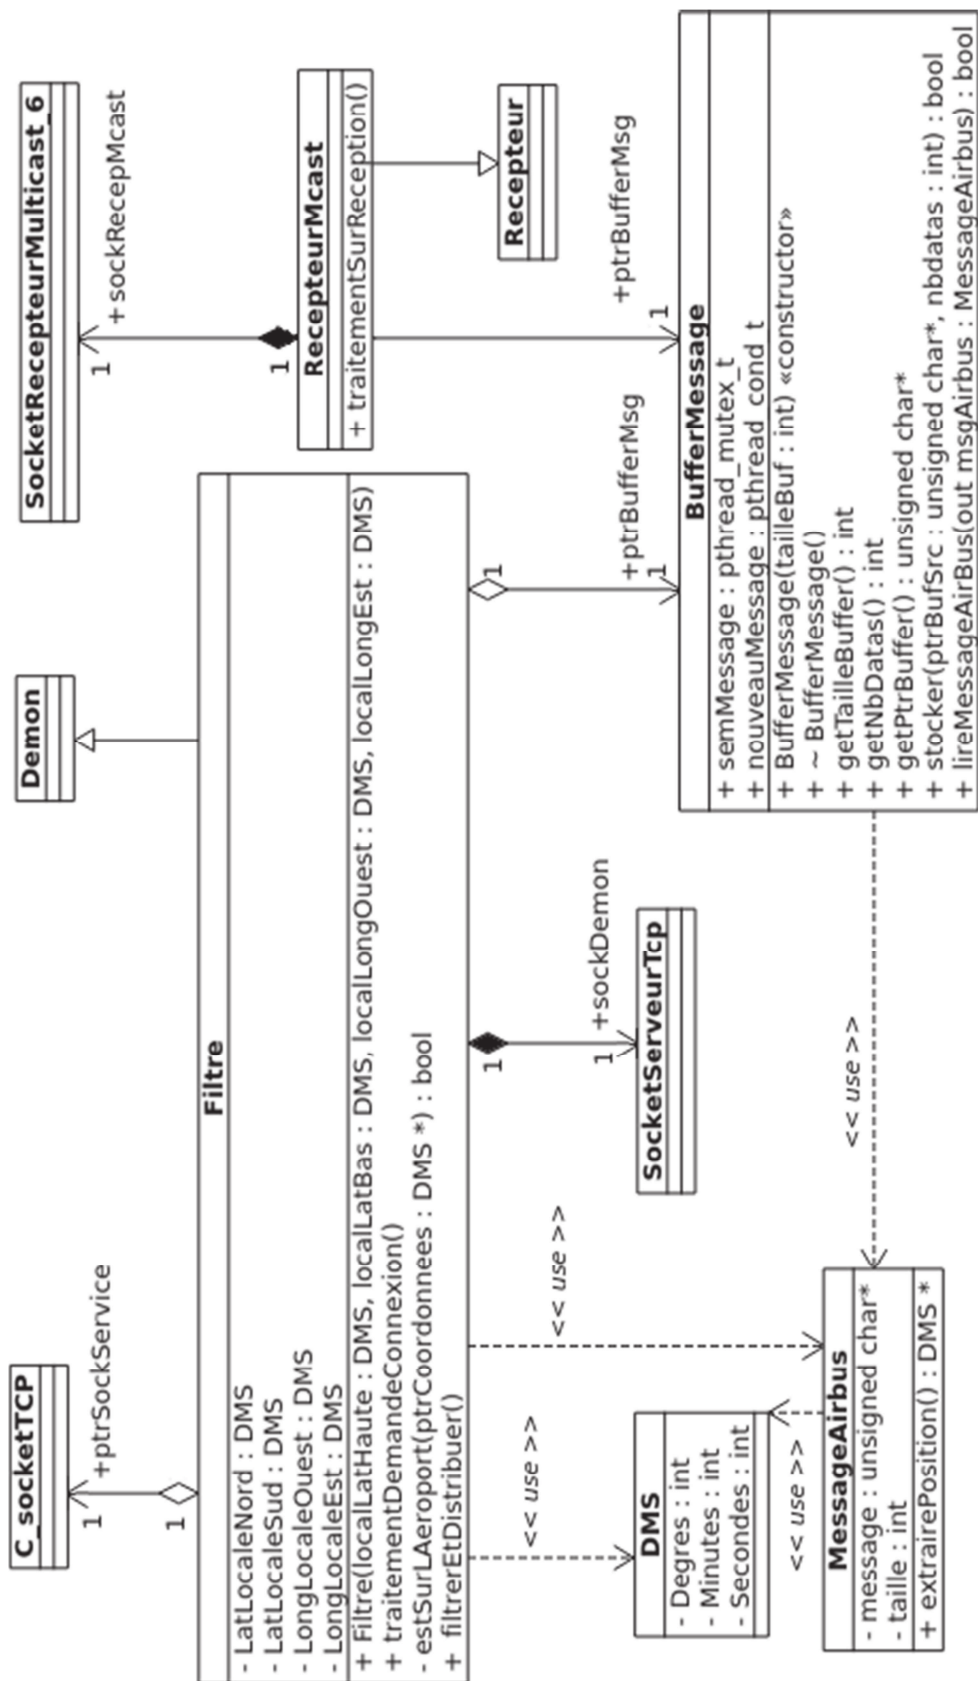 C_socketTCP
1
+ptrSockService
1
Demon
SocketRecepteurMulticast_6
1
+sockRecepMcast
1
Filtre
- LatLocaleNord : DMS
- LatLocaleSud : DMS
- LongLocaleOuest : DMS
- LongLocaleEst : DMS
+ Filtre(localLatHaute : DMS, localLatBas : DMS, localLongOuest : DMS, localLongEst : DMS)
+ traitementDemandeConnexion()
- estSurLAeroport(ptrCoordonnees : DMS *) : bool
+ filtrerEtDistribuer()
RecepteurMcast
+ traitementSurReception()
Recepteur
<< use >>
<< use >>
1
+sockDemon
1
1
+ptrBufferMsg
1
+ptrBufferMsg
1
DMS
- Degres : int
- Minutes : int
- Secondes : int
SocketServeurTcp
<< use >>
<< use >>
BufferMessage
+ semMessage : pthread_mutex_t
+ nouveauMessage : pthread cond t
+ BufferMessage(tailleBuf : int) «constructor»
+ ~ BufferMessage()
+ getTailleBuffer() : int
+ getNbDatas() : int
+ getPtrBuffer() : unsigned char*
+ stocker(ptrBufSrc : unsigned char*, nbdatas : int) : bool
+ lireMessageAirBus(out msgAirbus : MessageAirbus) : bool
MessageAirbus
- message : unsigned char*
- taille : int
+ extrairePosition() : DMS *